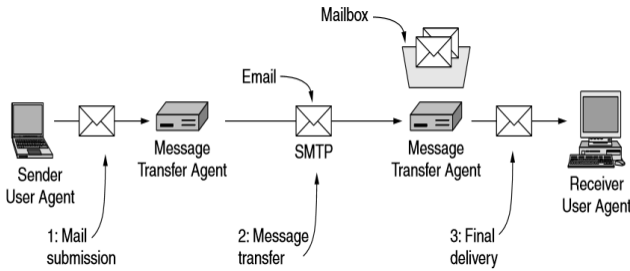 Mailbox
Email
SMTP
Message
Transfer Agent
Message
Transfer Agent
Sender
User Agent
Receiver
User Agent
1: Mail
submission
2: Message
transfer
3: Final
delivery